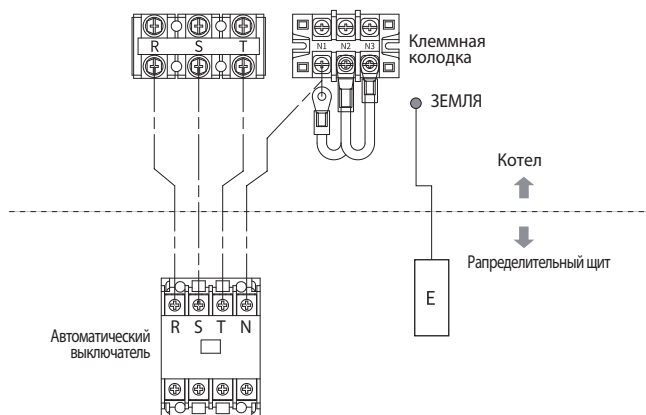 R S T
N1 N2 N3
Клеммная
колодка
ЗЕМЛЯ
Котел
Рапределительный щит
E
R S T N
Автоматический
выключатель